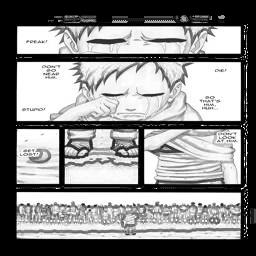 FREAK!
DON'T
GO
NEAR
HIM.
DIE!
STUPID!
SO
THAT'S
HIM,
HUH...
GET
LOST!
DON'T
LOOK
AT HIM.